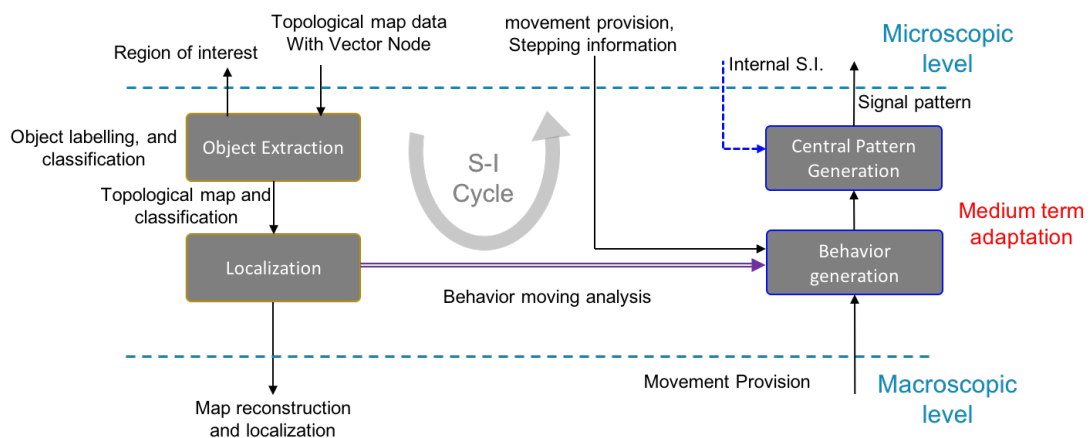 Topological map data
With Vector Node
Region of interest
movement provision,
Stepping information
Internal S.I.
Microscopic
level
Signal pattern
Object labelling, and
classification
Object Extraction
S-I
Cycle
Central Pattern
Generation
Topological map and
classification
Medium term
adaptation
Localization
Behavior
generation
Behavior moving analysis
Movement Provision
Macroscopic
level
Map reconstruction
and localization